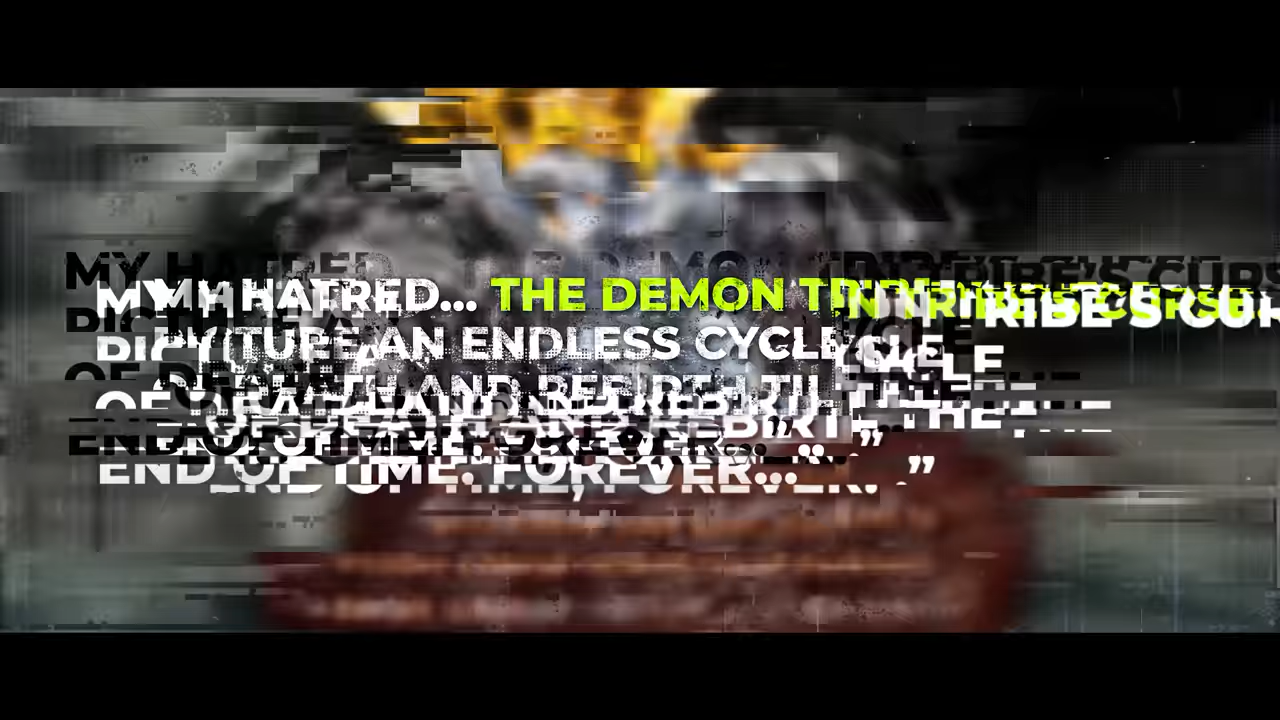 MY HATRED... THE DEMON TRIBE'S CURSE.
PICTURE AN ENDLESS CYCLE
OF DEATH AND REBIRTH TIL THE
END OF TIME, FOREVER...”